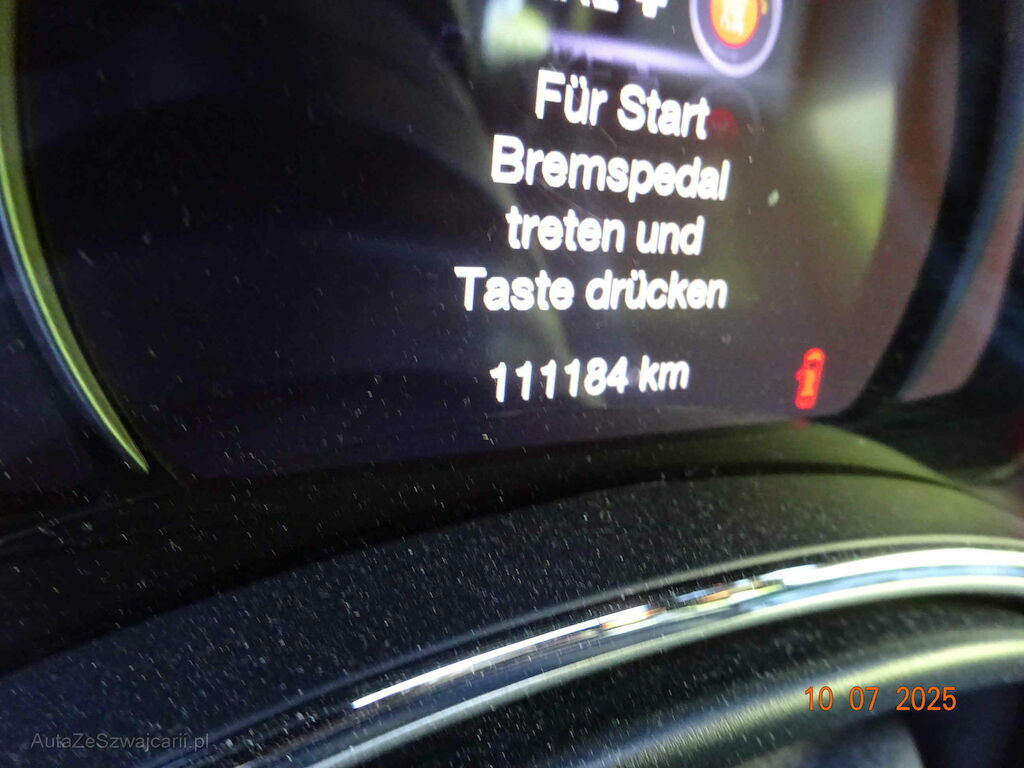 Für Start
Bremspedal
treten und
Taste drücken
111184 km
10 07 2025
AutaZeSzwajcarii.pl